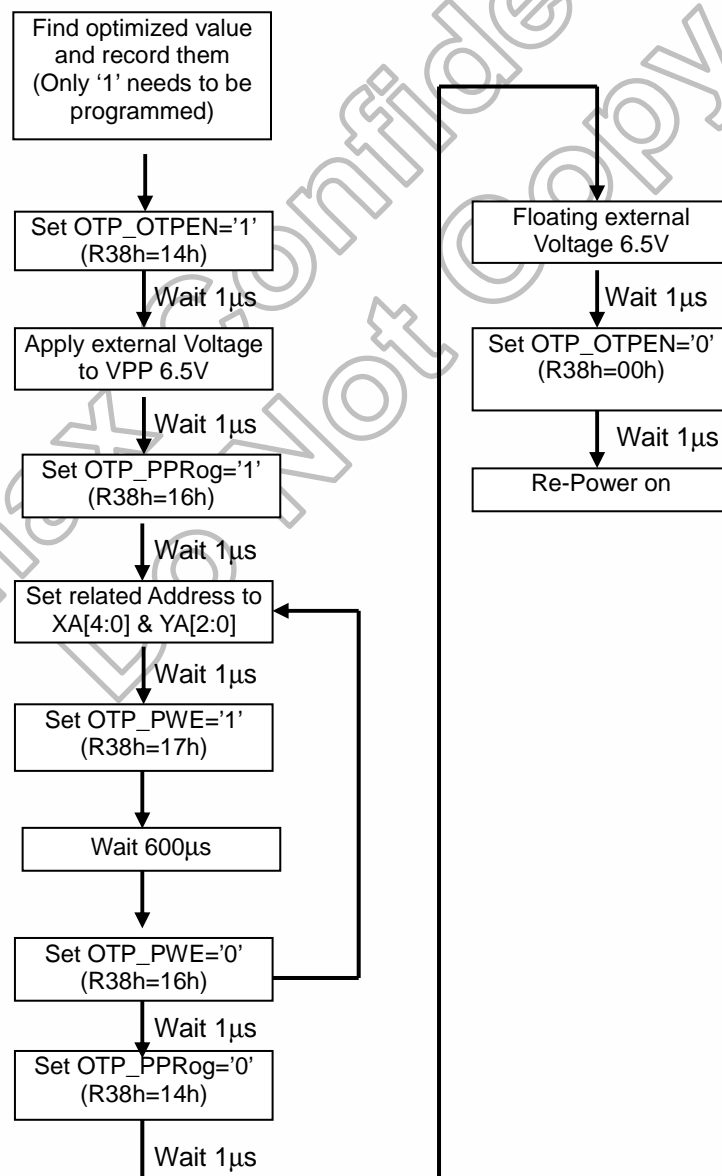 Find optimized value
and record them
(Only ‘1’ needs to be
programmed)
Set OTP_OTPEN=’1’
(R38h=14h)
Wait 1μs
Apply external Voltage
to VPP 6.5V
Wait 1μs
Set OTP_PPRog=’1’
(R38h=16h)
Wait 1μs
Set related Address to
XA[4:0] & YA[2:0]
Wait 1μs
Set OTP_PWE=’1’
(R38h=17h)
Wait 600μs
Set OTP_PWE=’0’
(R38h=16h)
Wait 1μs
Set OTP_PPRog=’0’
(R38h=14h)
Wait 1μs
Floating external
Voltage 6.5V
Wait 1μs
Set OTP_OTPEN=’0’
(R38h=00h)
Wait 1μs
Re-Power on
Do Not Copy